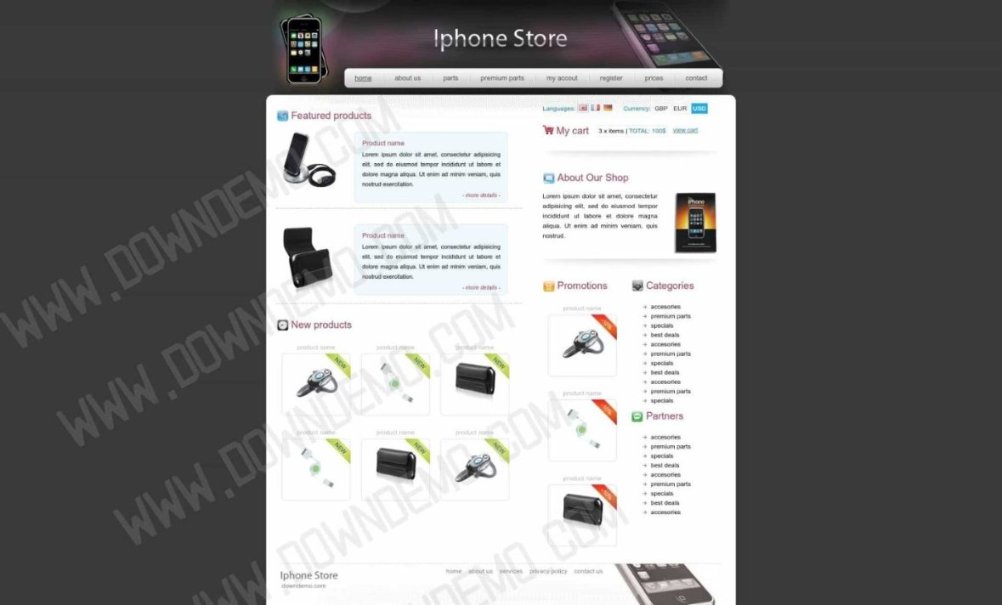 Iphone Store
home about us parts premium parts my accout register prices contact
Featured products
Product name
Lorem ipsum dolor sit amet, consectetur adipisicing
elit, sed do eiusmod tempor incididunt ut labore et
dolore magna aliqua. Ut enim ad minim veniam, quis
nostrud exercitation.
- more details -
Product name
Lorem ipsum dolor sit amet, consectetur adipisicing
elit, sed do eiusmod tempor incididunt ut labore et
dolore magna aliqua. Ut enim ad minim veniam, quis
nostrud exercitation.
- more details -
New products
product name product name product name
NEW NEW NEW
product name product name product name
NEW NEW NEW
Languages: Currency: GBP EUR USD
My cart 3 x items | TOTAL: 100$ view cart
About Our Shop
Lorem ipsum dolor sit amet, consectetur
adipisicing elit, sed do eiusmod tempor
incididunt ut labore et dolore magna
aliqua. Ut enim ad minim veniam, quis
nostrud.
iPhone
Promotions
product name
product name
product name
Categories
accesories
premium parts
specials
best deals
accesories
premium parts
specials
best deals
accesories
premium parts
specials
Partners
accesories
premium parts
specials
best deals
accesories
premium parts
specials
best deals
accesories
Iphone Store
downdemo.com
home about us services privacy policy contact us
WWW.DOWNDEMO.COM
WWW.DOWNDEMO.COM
WWW.DOWNDEMO.COM
WWW.DOWNDEMO.COM
WWW.DOWNDEMO.COM